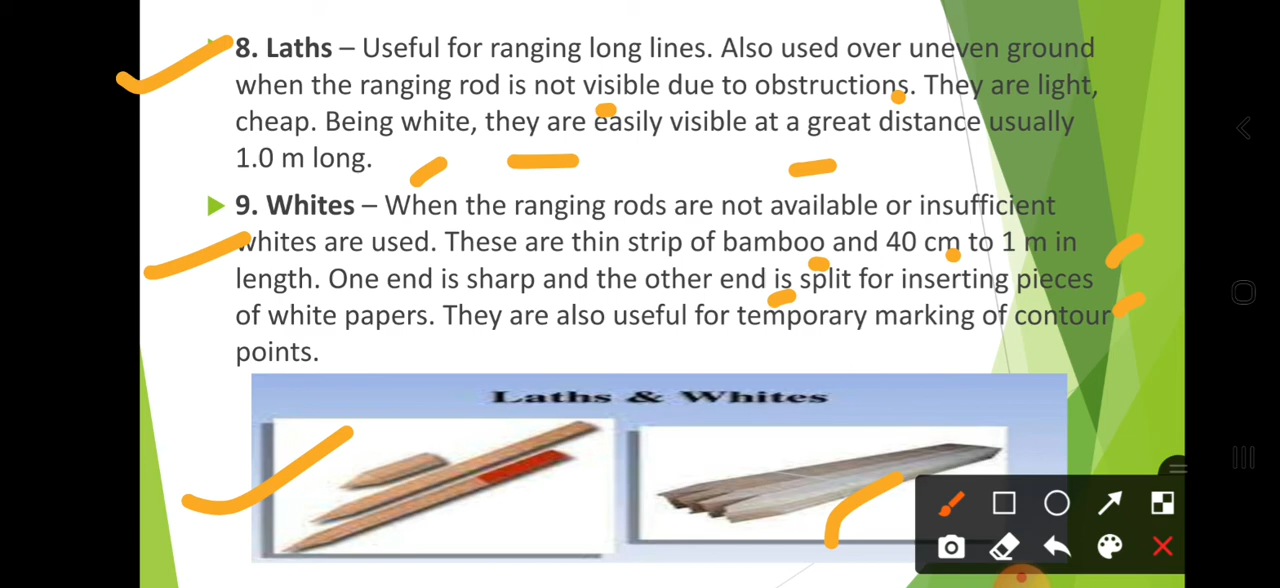 8. Laths – Useful for ranging long lines. Also used over uneven ground
when the ranging rod is not visible due to obstructions. They are light,
cheap. Being white, they are easily visible at a great distance usually
1.0 m long.
9. Whites – When the ranging rods are not available or insufficient
whites are used. These are thin strip of bamboo and 40 cm to 1 m in
length. One end is sharp and the other end is split for inserting pieces
of white papers. They are also useful for temporary marking of contour
points.
Laths & Whites